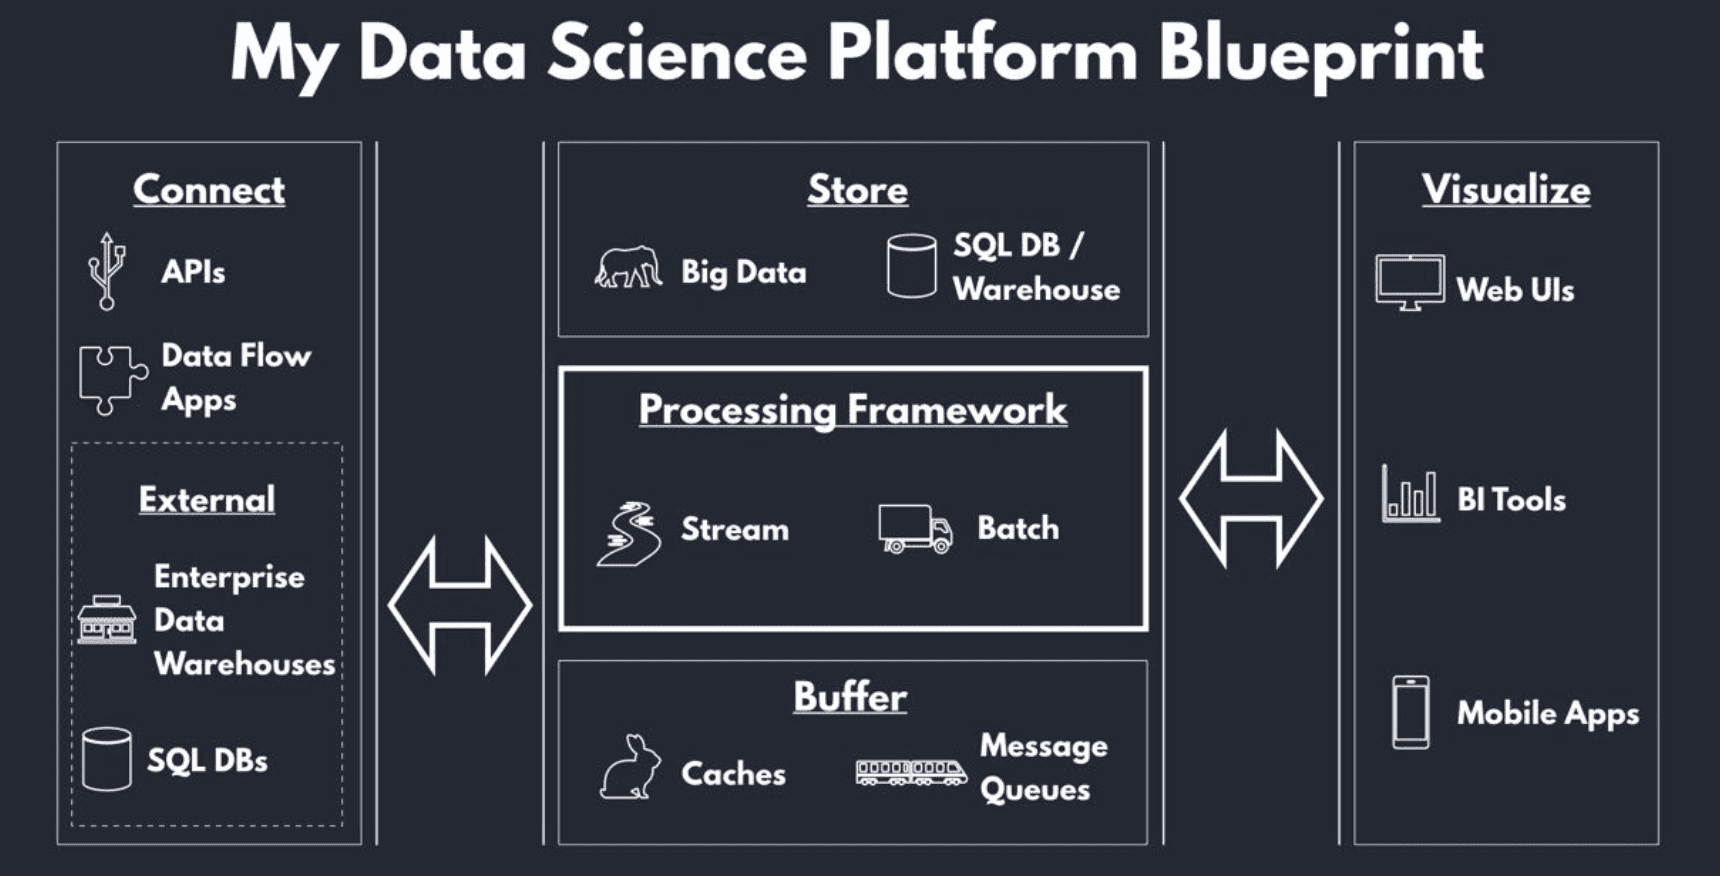 My Data Science Platform Blueprint
Connect
APIs
Data Flow
Apps
External
Enterprise
Data
Warehouses
SQL DBs
Store
Big Data
SQL DB /
Warehouse
Processing Framework
Stream
Batch
Buffer
Caches
Message
Queues
Visualize
Web UIs
BI Tools
Mobile Apps